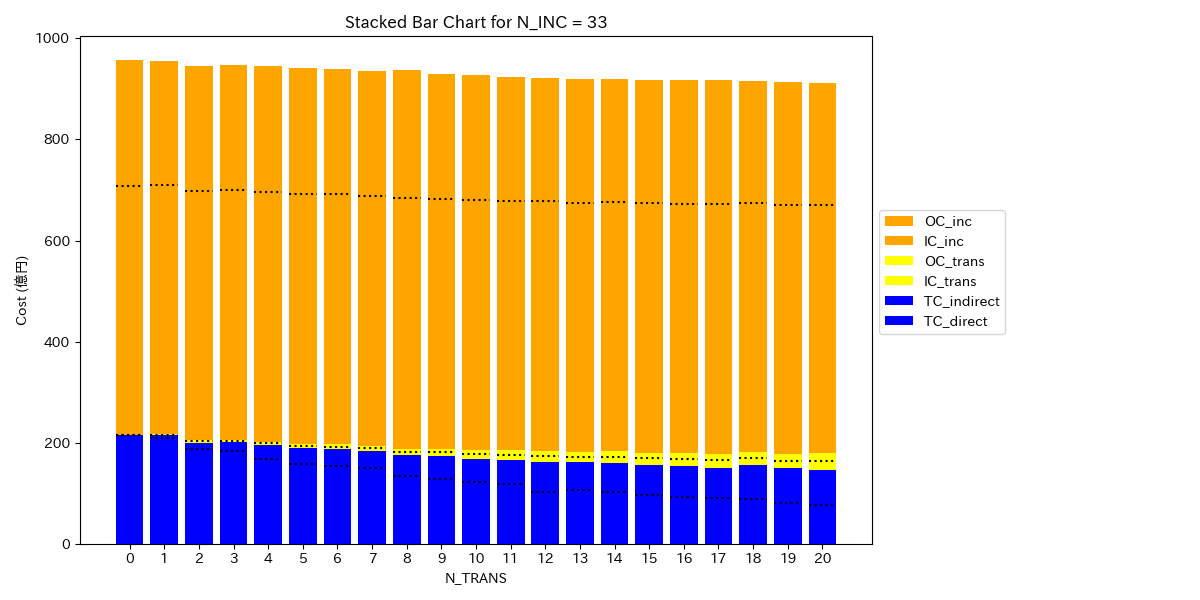 Stacked Bar Chart for N_INC = 33
Cost (億円)
1000
800
600
400
200
0
0 1 2 3 4 5 6 7 8 9 10 11 12 13 14 15 16 17 18 19 20
N_TRANS
OC_inc
IC_inc
OC_trans
IC_trans
TC_indirect
TC_direct